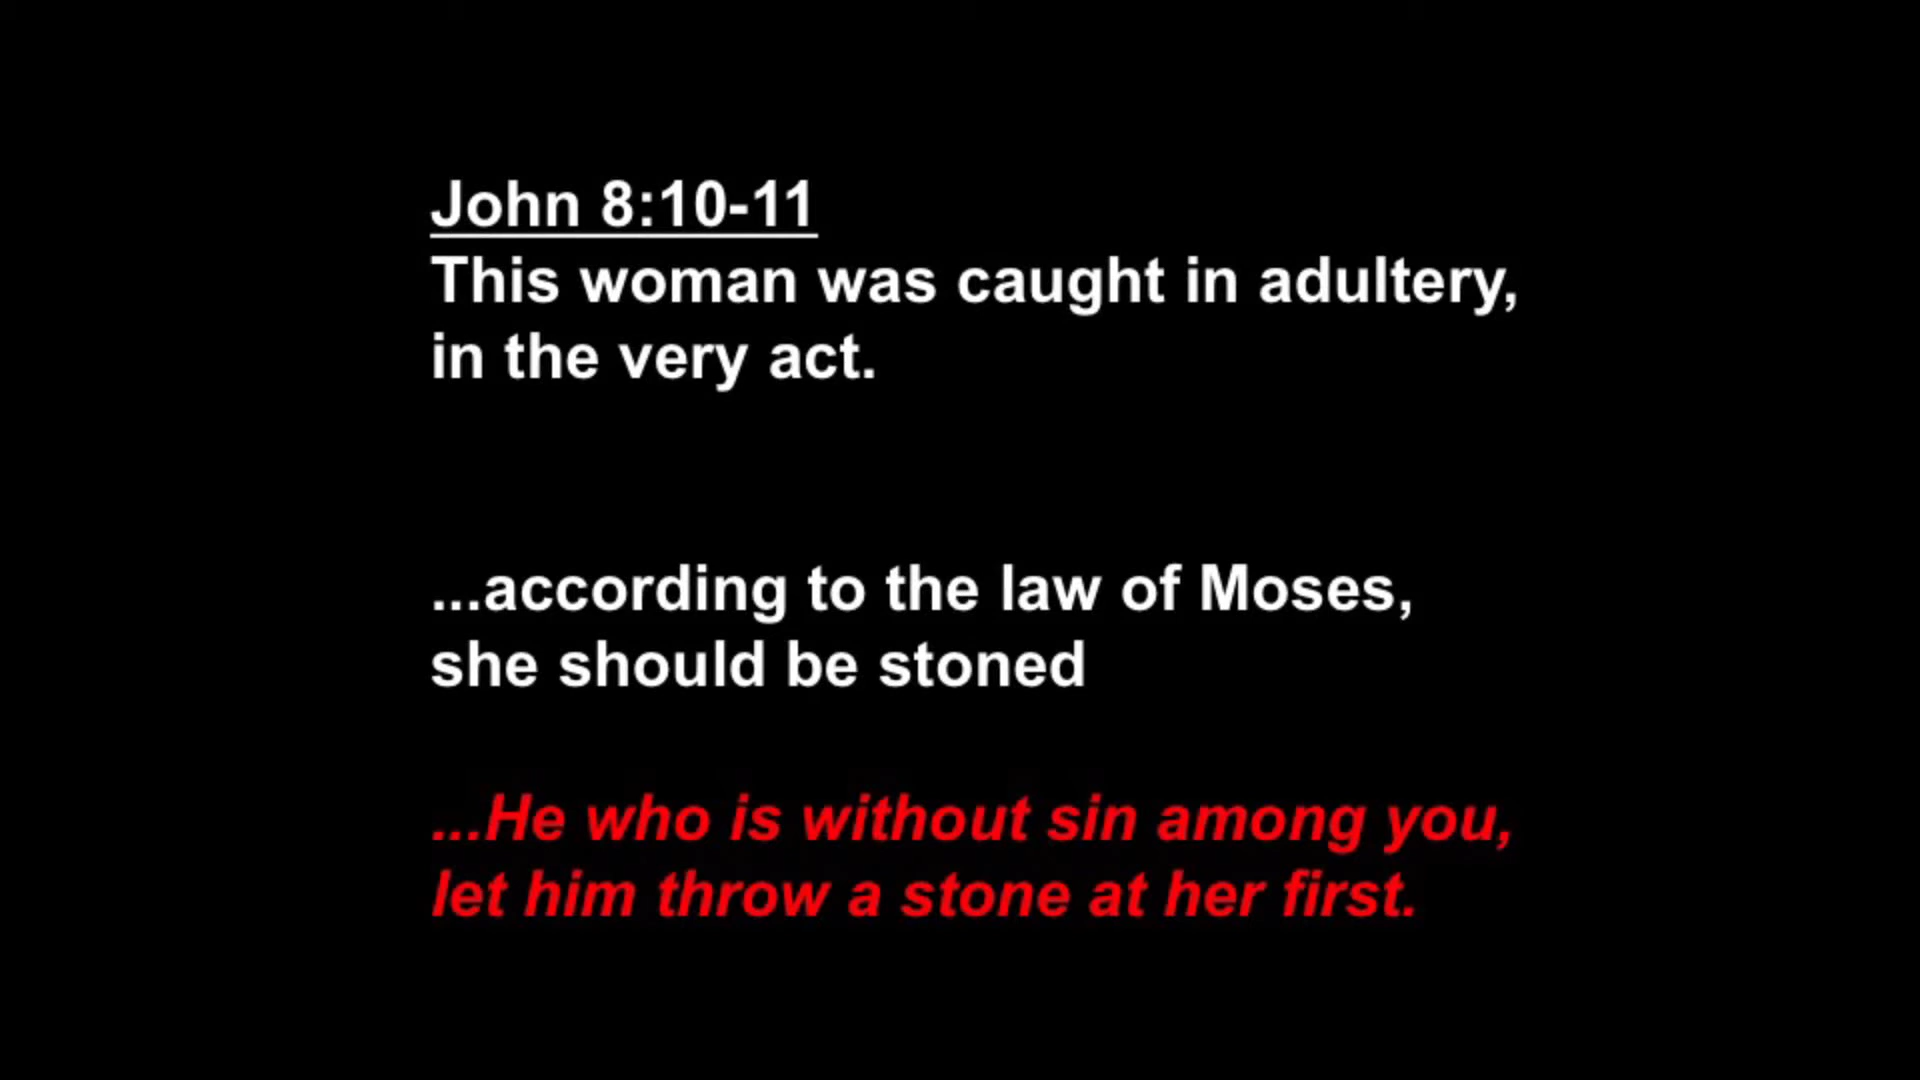 John 8:10-11
This woman was caught in adultery,
in the very act.
...according to the law of Moses,
she should be stoned
...He who is without sin among you,
let him throw a stone at her first.